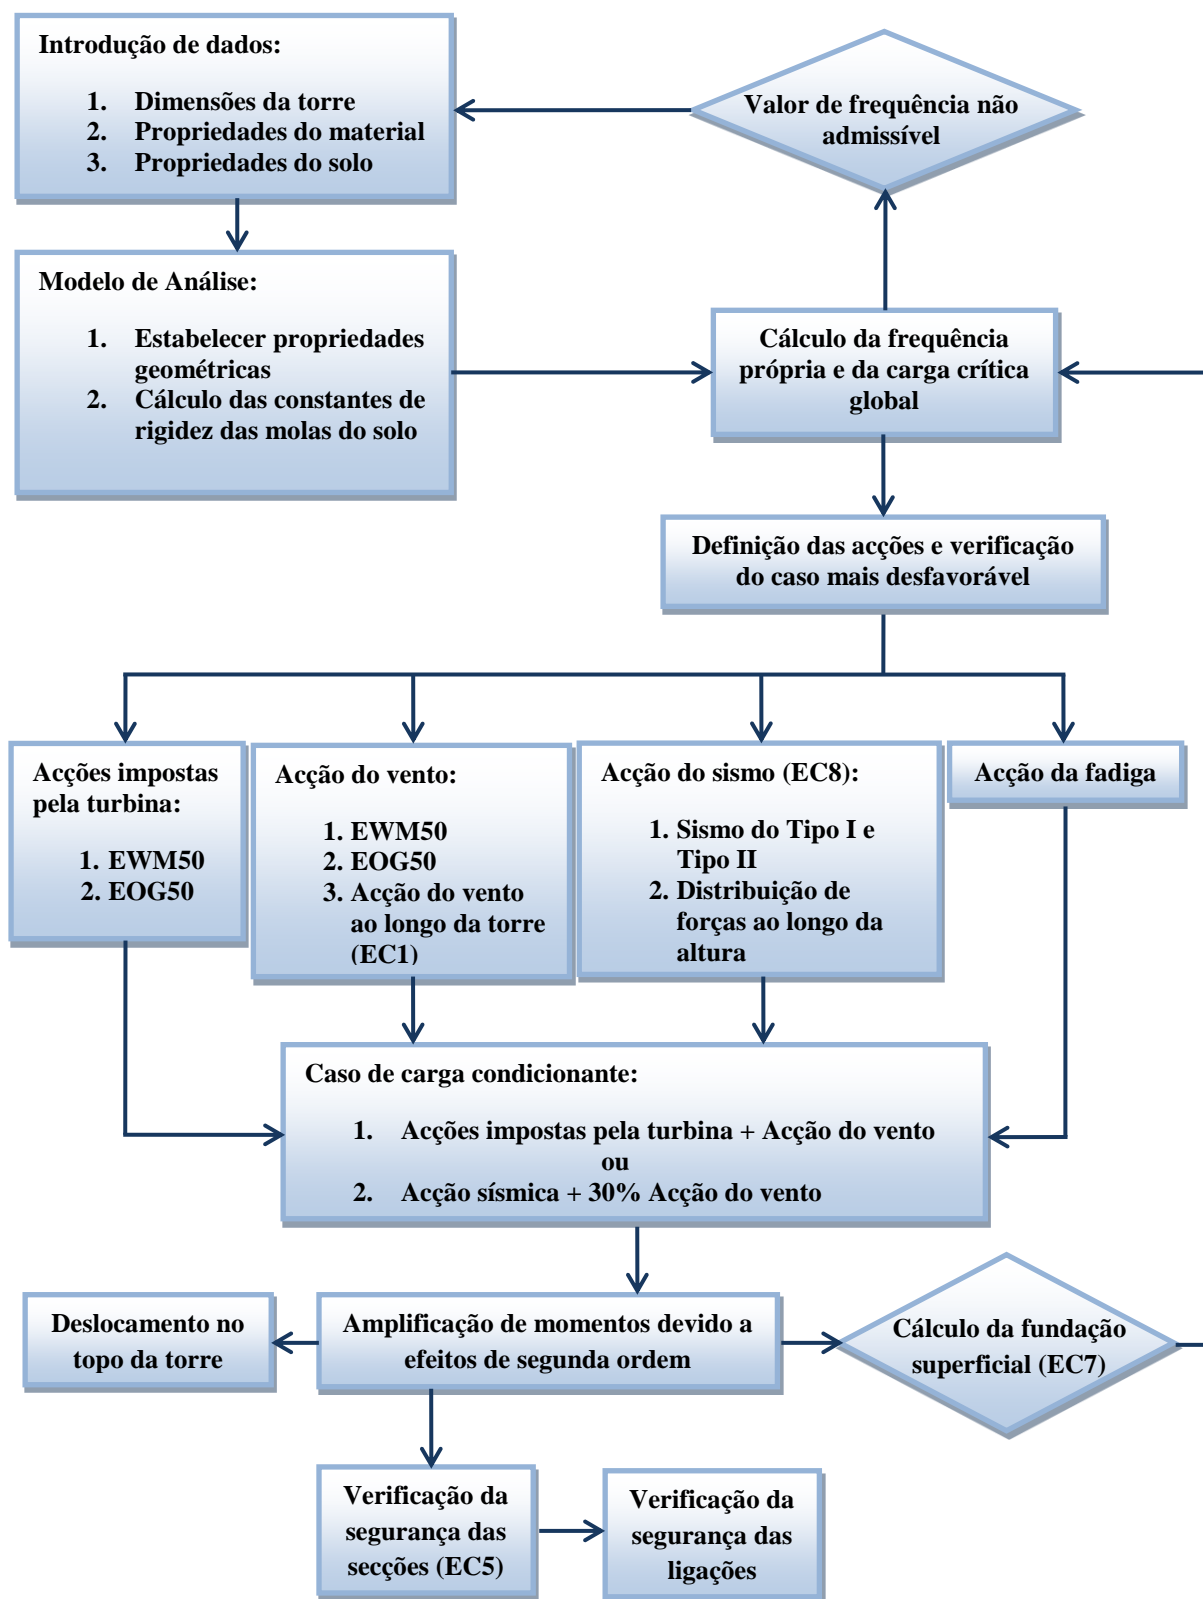 Introdução de dados:
1. Dimensões da torre
2. Propriedades do material
3. Propriedades do solo
Valor de frequência não
admissível
Modelo de Análise:
1. Estabelecer propriedades
geométricas
2. Cálculo das constantes de
rigidez das molas do solo
Cálculo da frequência
própria e da carga crítica
global
Definição das acções e verificação
do caso mais desfavorável
Acções impostas
pela turbina:
1. EWM50
2. EOG50
Acção do vento:
1. EWM50
2. EOG50
3. Acção do vento
ao longo da torre
(EC1)
Acção do sismo (EC8):
1. Sismo do Tipo I e
Tipo II
2. Distribuição de
forças ao longo da
altura
Acção da fadiga
Caso de carga condicionante:
1. Acções impostas pela turbina + Acção do vento
ou
2. Acção sísmica + 30% Acção do vento
Deslocamento no
topo da torre
Amplificação de momentos devido a
efeitos de segunda ordem
Cálculo da fundação
superficial (EC7)
Verificação da
segurança das
secções (EC5)
Verificação da
segurança das
ligações